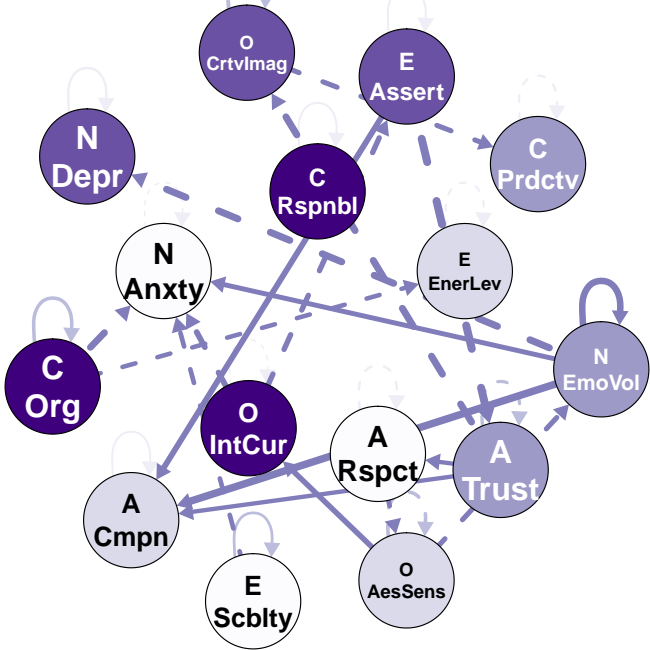 O
CrtvImag
E
Assert
N
Depr
C
Prdctv
C
Rspnbl
N
Anxty
E
EnerLev
C
Org
N
EmoVol
O
IntCur
A
Rspct
A
Trust
A
Cmpn
O
AesSens
E
Scblty